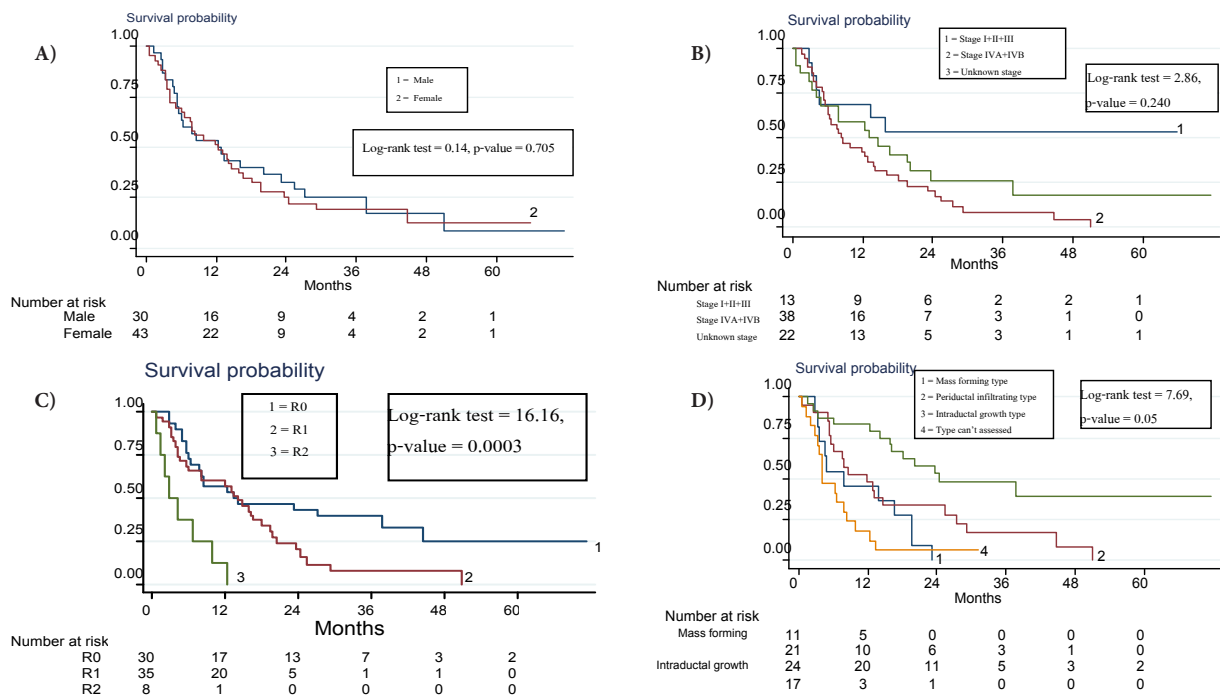 Survival probability
A)
1 = Male
2 = Female
Log-rank test = 0.14, p-value = 0.705
1.00
0.75
0.50
0.25
0.00
2
0 12 24 36 48 60
Months
Number at risk
Male 30 16 9 4 2 1
Female 43 22 9 4 2 1
Survival probability
B)
1 = Stage I+II+III
2 = Stage IVA+IVB
3 = Unknown stage
Log-rank test = 2.86,
p-value = 0.240
1.00
0.75
0.50
0.25
0.00
1
2
0 12 24 36 48 60
Months
Number at risk
Stage I+II+III 13 9 6 2 2 1
Stage IVA+IVB 38 16 7 3 1 0
Unknown stage 22 13 5 3 1 1
Survival probability
C)
1 = R0
2 = R1
3 = R2
Log-rank test = 16.16,
p-value = 0.0003
1.00
0.75
0.50
0.25
0.00
1
2
3
0 12 24 36 48 60
Months
Number at risk
R0 30 17 13 7 3 2
R1 35 20 5 1 1 0
R2 8 1 0 0 0 0
Survival probability
D)
1 = Mass forming type
2 = Periductal infiltrating type
3 = Intraductal growth type
4 = Type can't assessed
Log-rank test = 7.69,
p-value = 0.05
1.00
0.75
0.50
0.25
0.00
1
2
4
0 12 24 36 48 60
Months
Number at risk
Mass forming 11 5 0 0 0 0
21 10 6 3 1 0
Intraductal growth 24 20 11 5 3 2
17 3 1 0 0 0